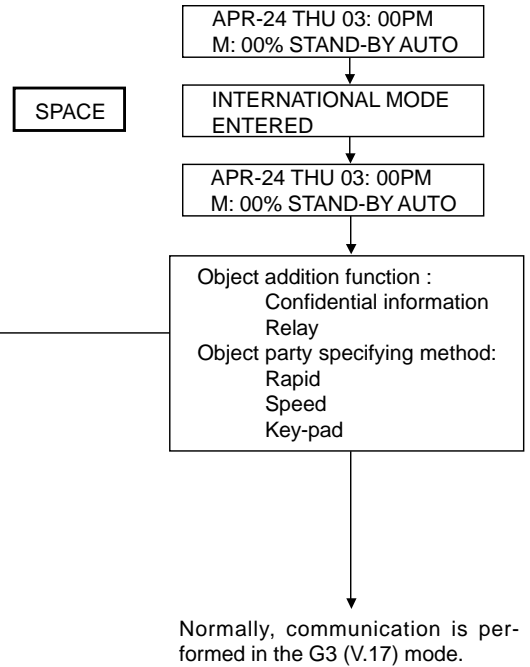 APR-24 THU 03: 00PM
M: 00% STAND-BY AUTO
SPACE
INTERNATIONAL MODE
ENTERED
APR-24 THU 03: 00PM
M: 00% STAND-BY AUTO
Object addition function :
Confidential information
Relay
Object party specifying method:
Rapid
Speed
Key-pad
Normally, communication is per-
formed in the G3 (V.17) mode.